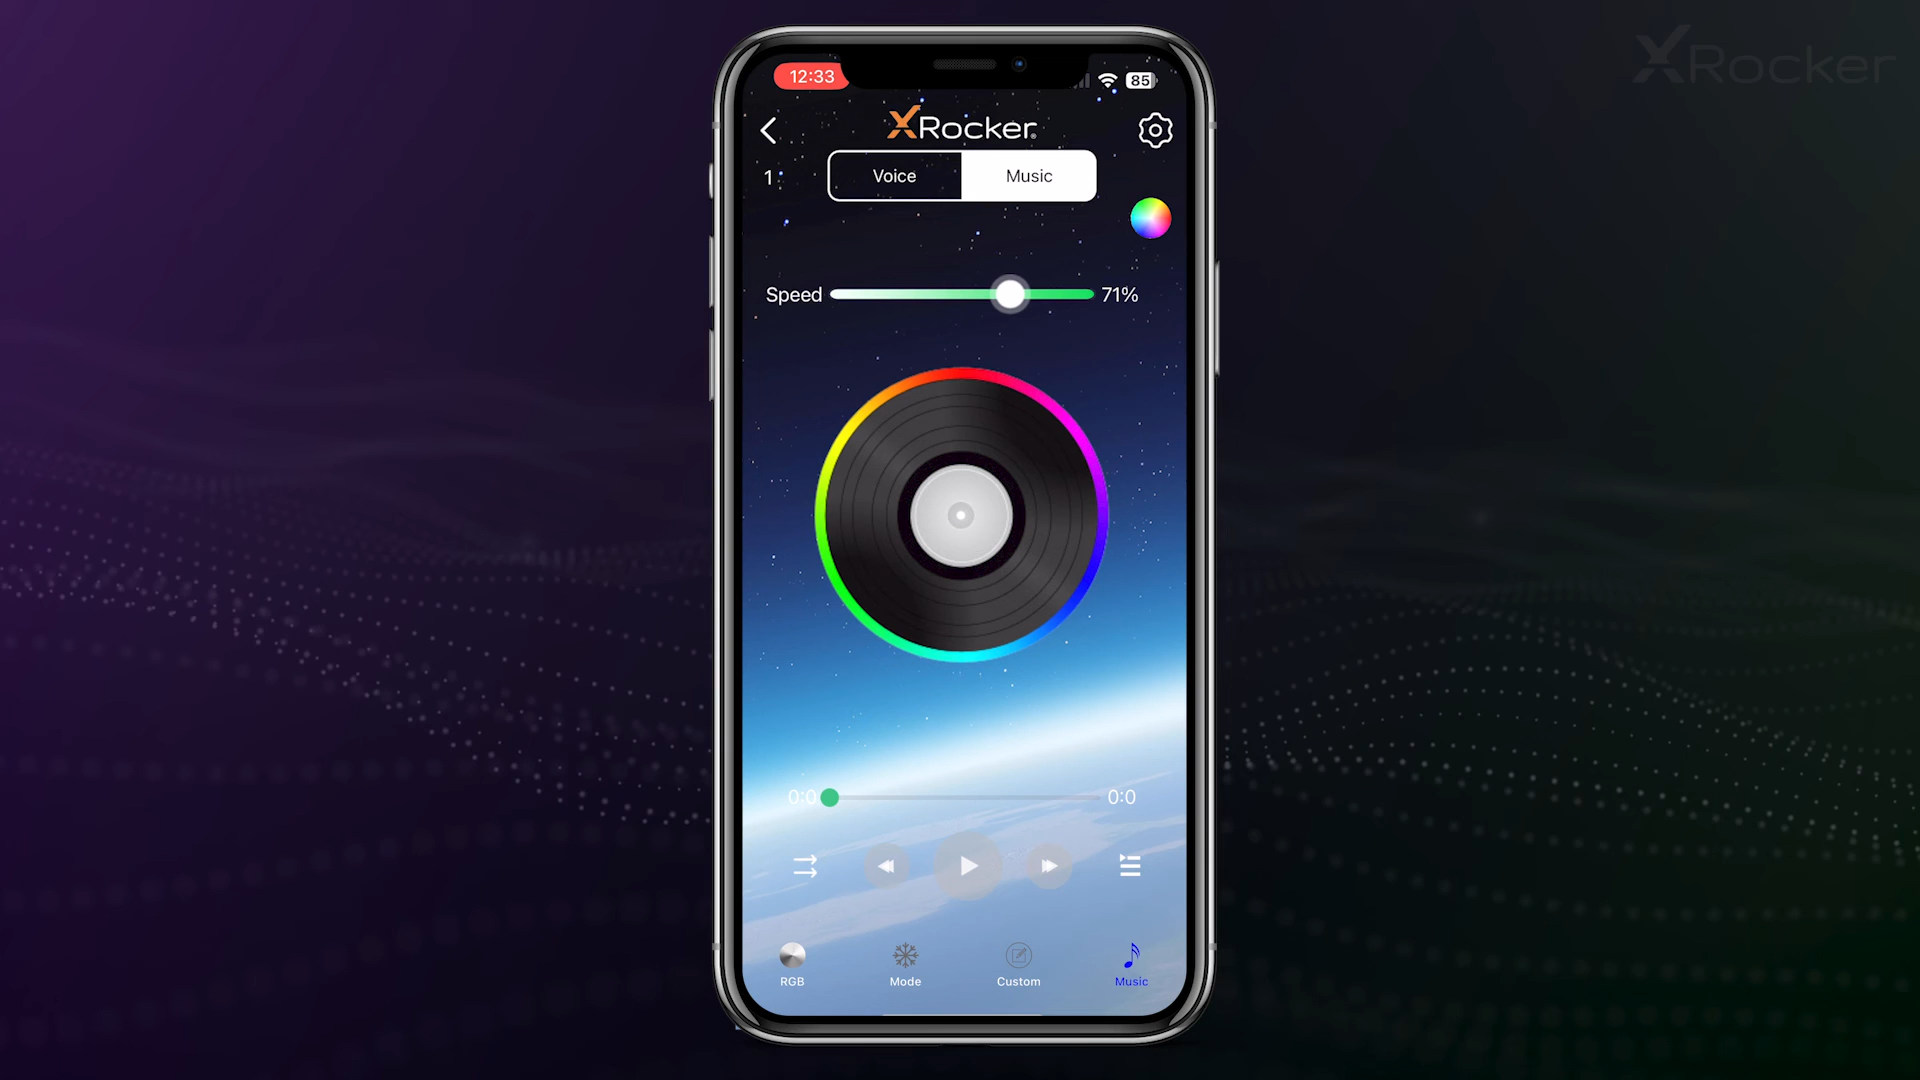 XRocker
12:33
85
XRocker
1
Voice
Music
Speed
71%
0:0
0:0
RGB
Mode
Custom
Music